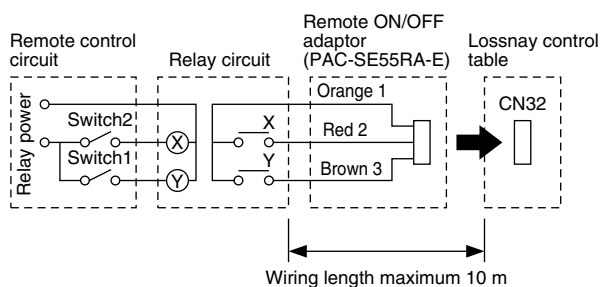 Remote control
circuit
Relay circuit
Remote ON/OFF
adaptor
(PAC-SE55RA-E)
Lossnay control
table
Relay power
Switch2
Switch1
X
Y
X
Y
Orange 1
Red 2
Brown 3
CN32
Wiring length maximum 10 m